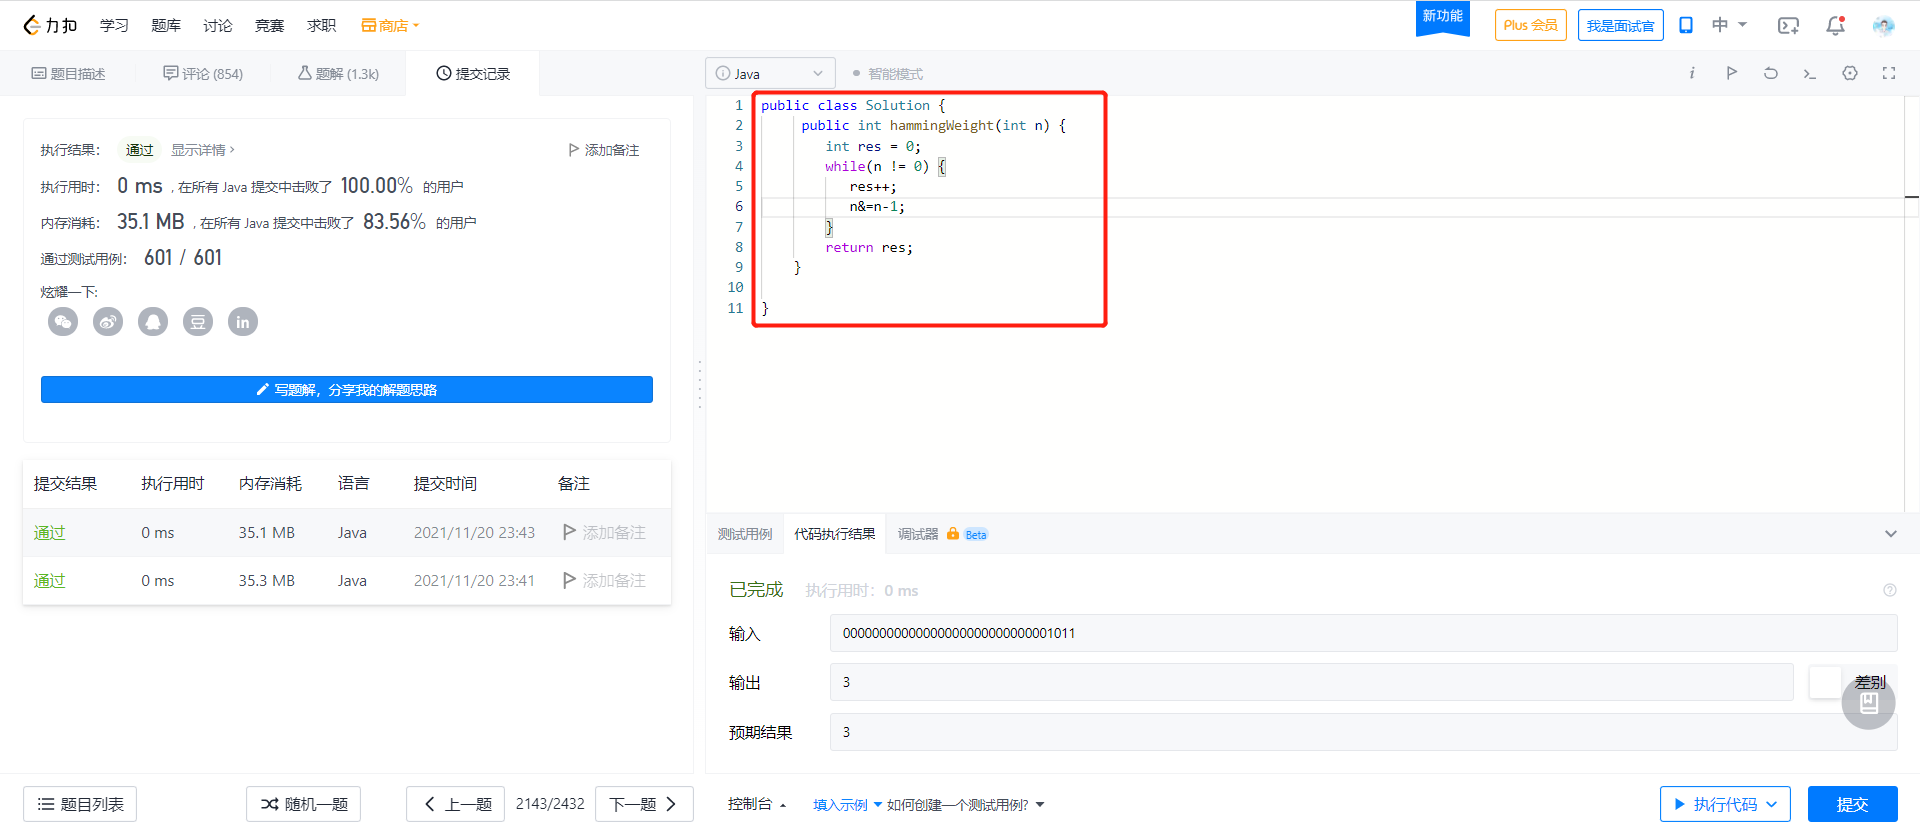 力扣 学习 题库 讨论 竞赛 求职 商店 新功能 Plus 会员 我是面试官 中
题目描述 评论 (854) 题解 (1.3k) 提交记录
执行结果： 通过 显示详情 › 添加备注
执行用时： 0 ms , 在所有 Java 提交中击败了 100.00% 的用户
内存消耗： 35.1 MB , 在所有 Java 提交中击败了 83.56% 的用户
通过测试用例： 601 / 601
炫耀一下:
豆 in
写题解，分享我的解题思路
提交结果 执行用时 内存消耗 语言 提交时间 备注
通过 0 ms 35.1 MB Java 2021/11/20 23:43 添加备注
通过 0 ms 35.3 MB Java 2021/11/20 23:41 添加备注
题目列表 随机一题 上一题 2143/2432 下一题
Java 智能模式
1 public class Solution {
2 public int hammingWeight(int n) {
3 int res = 0;
4 while(n != 0) {
5 res++;
6 n&=n-1;
7 }
8 return res;
9 }
10
11 }
测试用例 代码执行结果 调试器 Beta
已完成 执行用时： 0 ms
输入 00000000000000000000000000001011
输出 3 差别
预期结果 3
控制台 填入示例 如何创建一个测试用例? 执行代码 提交